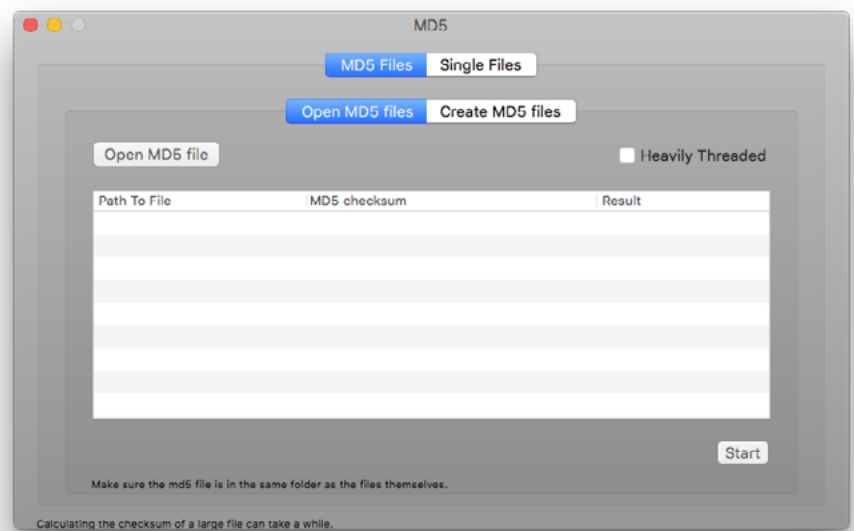 MD5
MD5 Files Single Files
Open MD5 files Create MD5 files
Open MD5 file Heavily Threaded
Path To File MD5 checksum Result
Start
Make sure the md5 file is in the same folder as the files themselves.
Calculating the checksum of a large file can take a while.